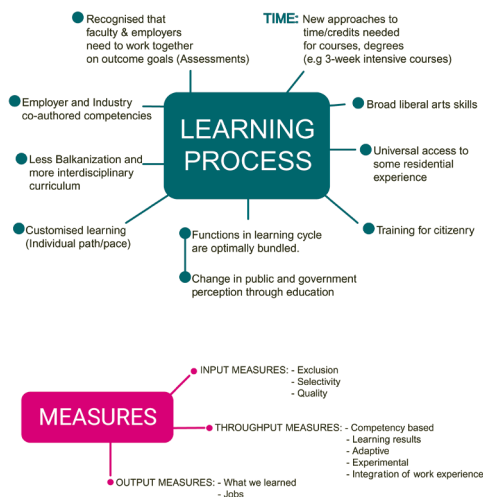 Recognised that
faculty & employers
need to work together
on outcome goals (Assessments)
TIME: New approaches to
time/credits needed
for courses, degrees
(e.g 3-week intensive courses)
Employer and Industry
co-authored competencies
Broad liberal arts skills
LEARNING
PROCESS
Less Balkanization and
more interdisciplinary
curriculum
Universal access to
some residential
experience
Customised learning
(Individual path/pace)
Functions in learning cycle
are optimally bundled.
Training for citizenry
Change in public and government
perception through education
INPUT MEASURES: - Exclusion
- Selectivity
- Quality
MEASURES
THROUGHPUT MEASURES: - Competency based
- Learning results
- Adaptive
- Experimental
- Integration of work experience
OUTPUT MEASURES: - What we learned
- Jobs